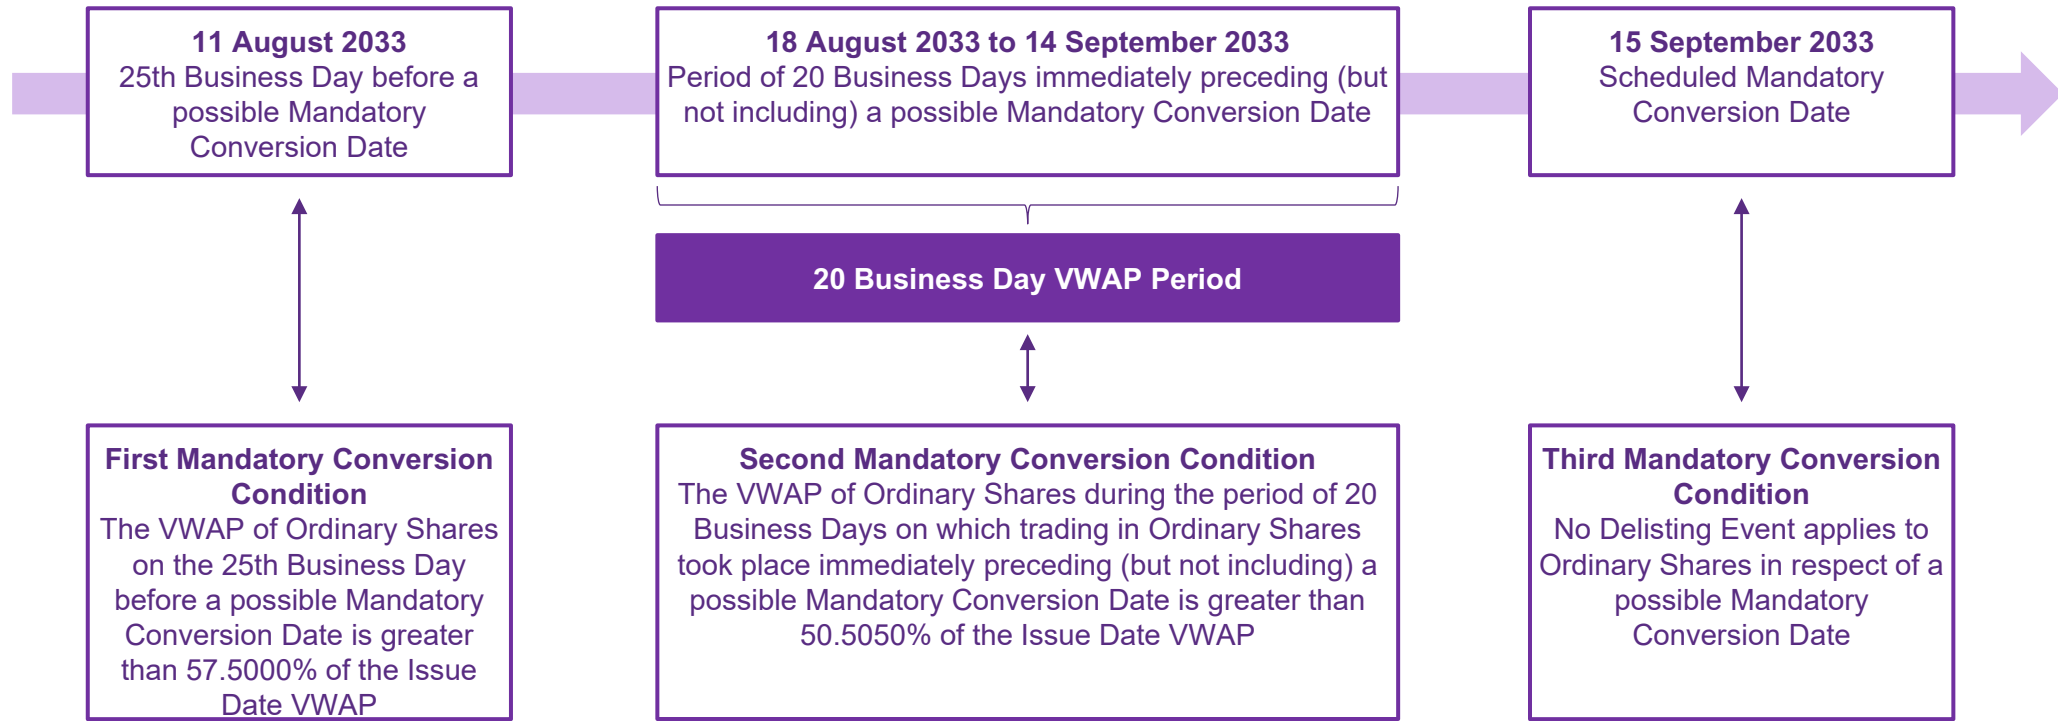 11 August 2033
25th Business Day before a
possible Mandatory
Conversion Date
18 August 2033 to 14 September 2033
Period of 20 Business Days immediately preceding (but
not including) a possible Mandatory Conversion Date
15 September 2033
Scheduled Mandatory
Conversion Date
20 Business Day VWAP Period
First Mandatory Conversion
Condition
The VWAP of Ordinary Shares
on the 25th Business Day
before a possible Mandatory
Conversion Date is greater
than 57.5000% of the Issue
Date VWAP
Second Mandatory Conversion Condition
The VWAP of Ordinary Shares during the period of 20
Business Days on which trading in Ordinary Shares
took place immediately preceding (but not including) a
possible Mandatory Conversion Date is greater than
50.5050% of the Issue Date VWAP
Third Mandatory Conversion
Condition
No Delisting Event applies to
Ordinary Shares in respect of a
possible Mandatory
Conversion Date